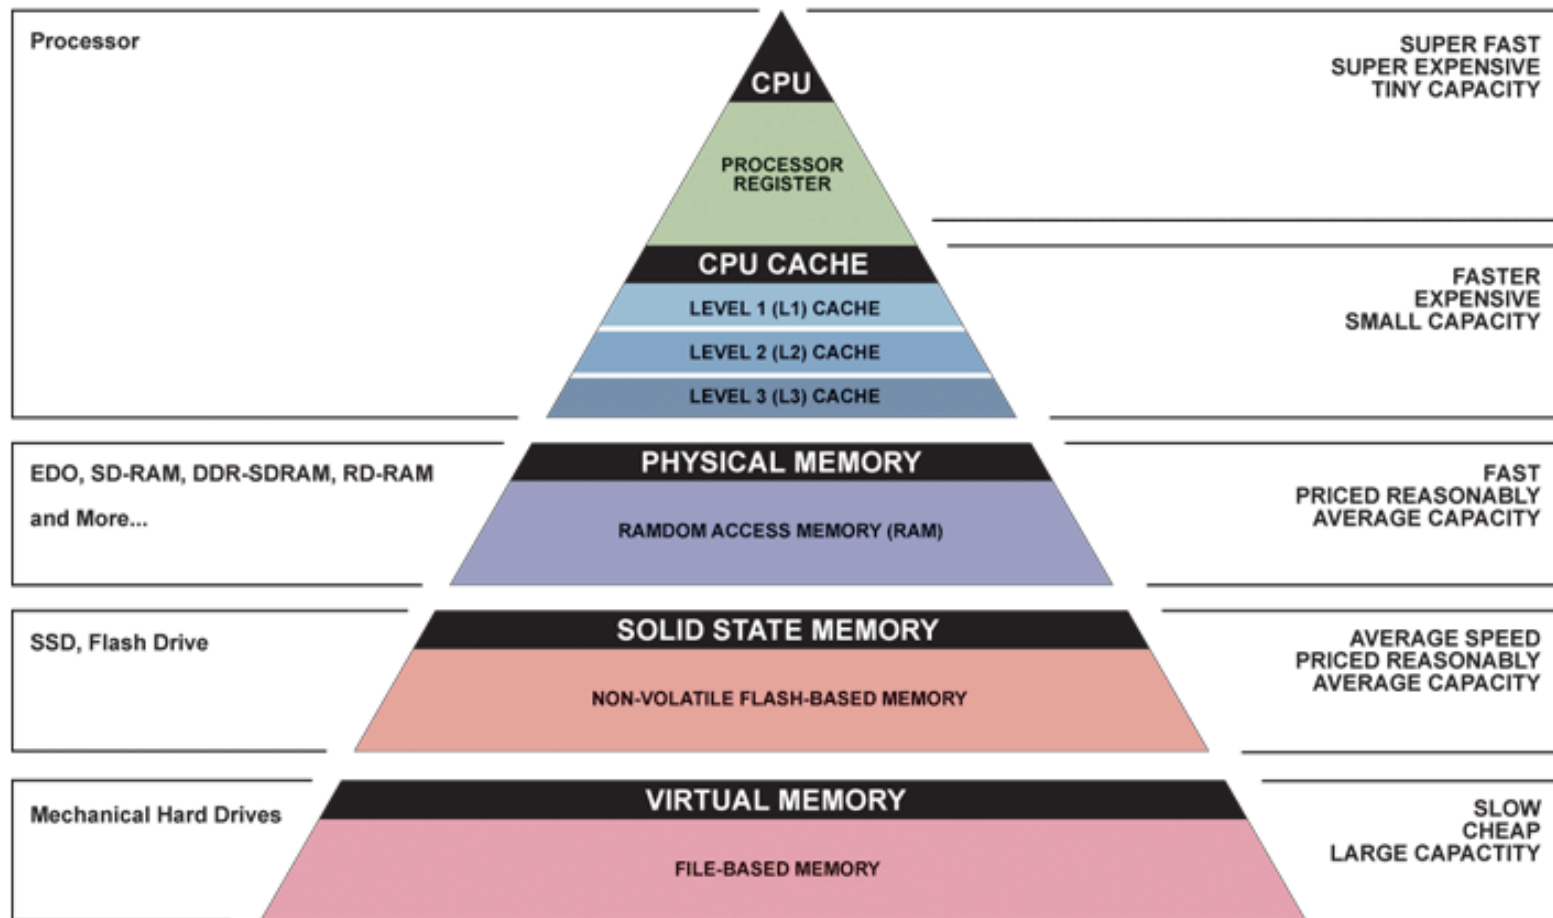 Processor
CPU
SUPER FAST
SUPER EXPENSIVE
TINY CAPACITY
PROCESSOR
REGISTER
CPU CACHE
LEVEL 1 (L1) CACHE
LEVEL 2 (L2) CACHE
LEVEL 3 (L3) CACHE
FASTER
EXPENSIVE
SMALL CAPACITY
EDO, SD-RAM, DDR-SDRAM, RD-RAM
and More...
PHYSICAL MEMORY
RAMDOM ACCESS MEMORY (RAM)
FAST
PRICED REASONABLY
AVERAGE CAPACITY
SSD, Flash Drive
SOLID STATE MEMORY
NON-VOLATILE FLASH-BASED MEMORY
AVERAGE SPEED
PRICED REASONABLY
AVERAGE CAPACITY
Mechanical Hard Drives
VIRTUAL MEMORY
FILE-BASED MEMORY
SLOW
CHEAP
LARGE CAPACTITY